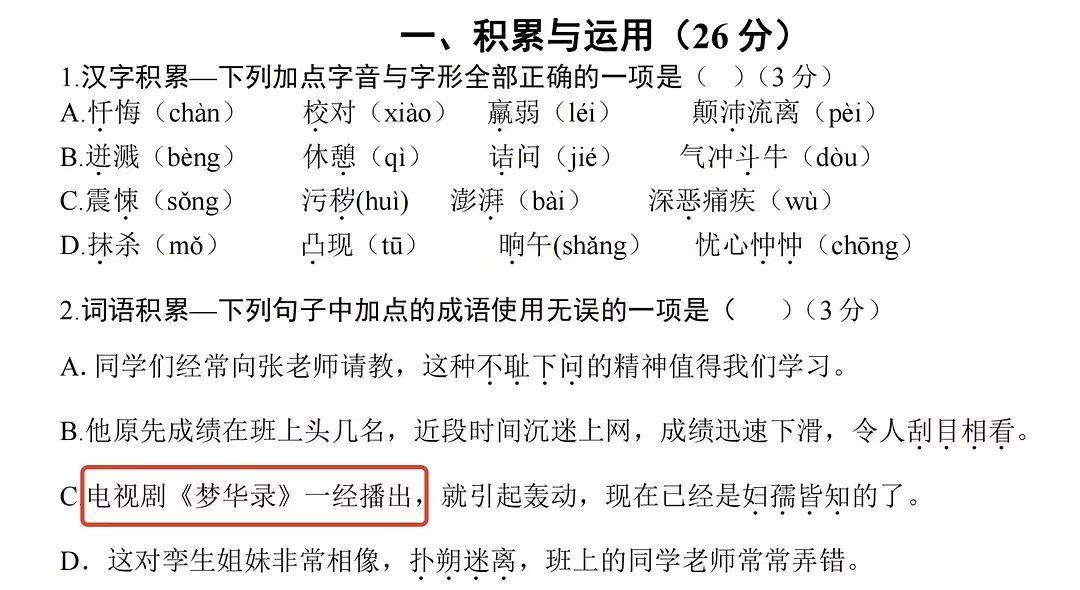 一、积累与运用（26 分）
1.汉字积累—下列加点字音与字形全部正确的一项是（ ）（3 分）
A.忏悔（chàn） 校对（xiào） 羸弱（léi） 颠沛流离（pèi）
B.迸溅（bèng） 休憩（qì） 诘问（jié） 气冲斗牛（dòu）
C.震悚（sǒng） 污秽(huì) 澎湃（bài） 深恶痛疾（wù）
D.抹杀（mǒ） 凸现（tū） 晌午(shǎng） 忧心忡忡（chōng）
2.词语积累—下列句子中加点的成语使用无误的一项是（ ）（3 分）
A. 同学们经常向张老师请教，这种不耻下问的精神值得我们学习。
B.他原先成绩在班上头几名，近段时间沉迷上网，成绩迅速下滑，令人刮目相看。
C.电视剧《梦华录》一经播出，就引起轰动，现在已经是妇孺皆知的了。
D．这对孪生姐妹非常相像，扑朔迷离，班上的同学老师常常弄错。